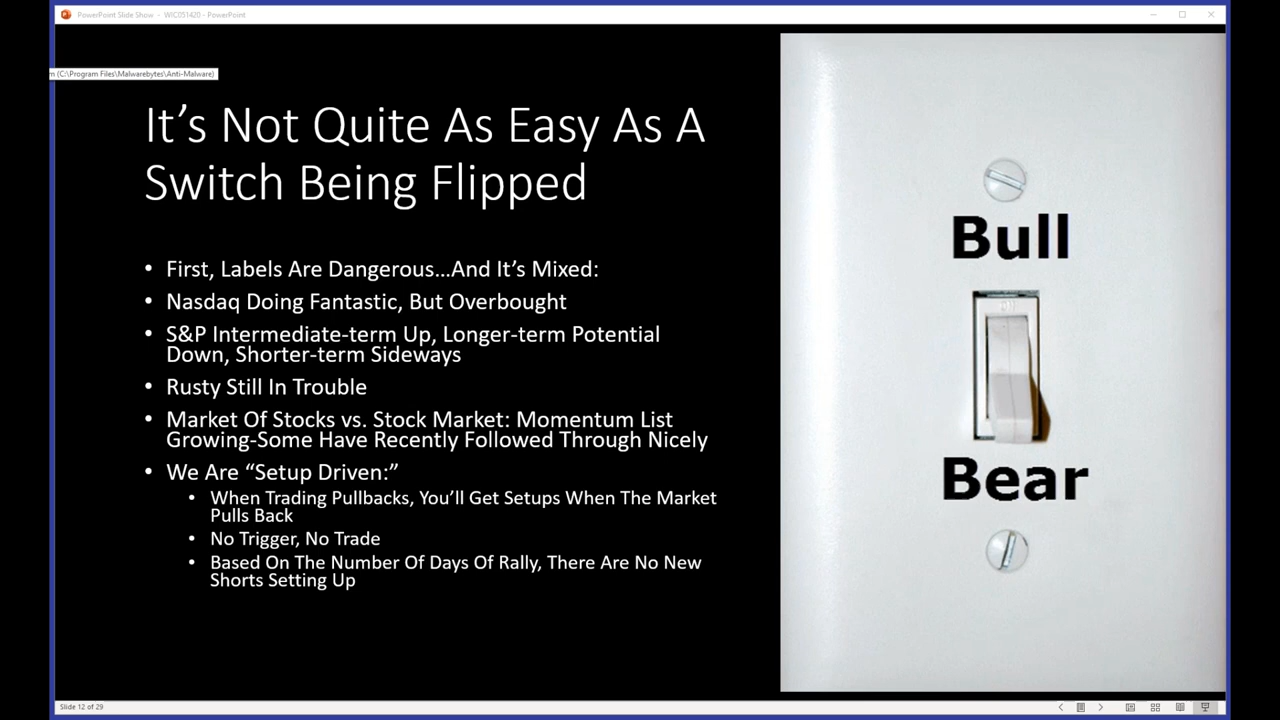 PowerPoint Slide Show - WIC051420 - PowerPoint
m (C:\Program Files\Malwarebytes\Anti-Malware)
It's Not Quite As Easy As A
Switch Being Flipped
• First, Labels Are Dangerous...And It's Mixed:
• Nasdaq Doing Fantastic, But Overbought
• S&P Intermediate-term Up, Longer-term Potential
Down, Shorter-term Sideways
• Rusty Still In Trouble
• Market Of Stocks vs. Stock Market: Momentum List
Growing-Some Have Recently Followed Through Nicely
• We Are “Setup Driven:”
• When Trading Pullbacks, You'll Get Setups When The Market
Pulls Back
• No Trigger, No Trade
• Based On The Number Of Days Of Rally, There Are No New
Shorts Setting Up
Bull
Bear
Slide 12 of 29